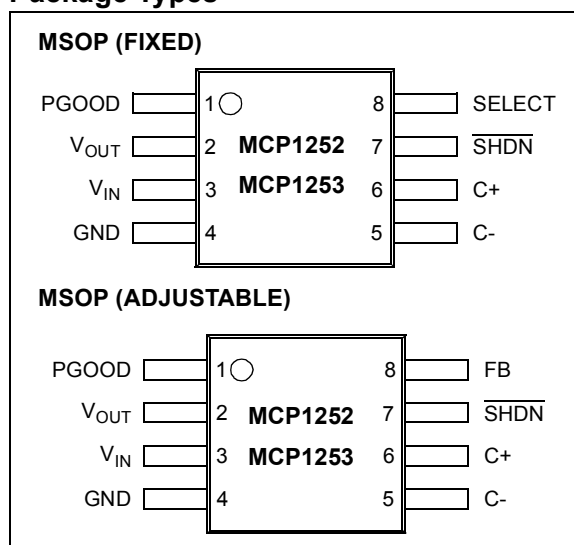 Package Types
MSOP (FIXED)
PGOOD 1 8 SELECT
VOUT 2 MCP1252 7 SHDN
VIN 3 MCP1253 6 C+
GND 4 5 C-
MSOP (ADJUSTABLE)
PGOOD 1 8 FB
VOUT 2 MCP1252 7 SHDN
VIN 3 MCP1253 6 C+
GND 4 5 C-